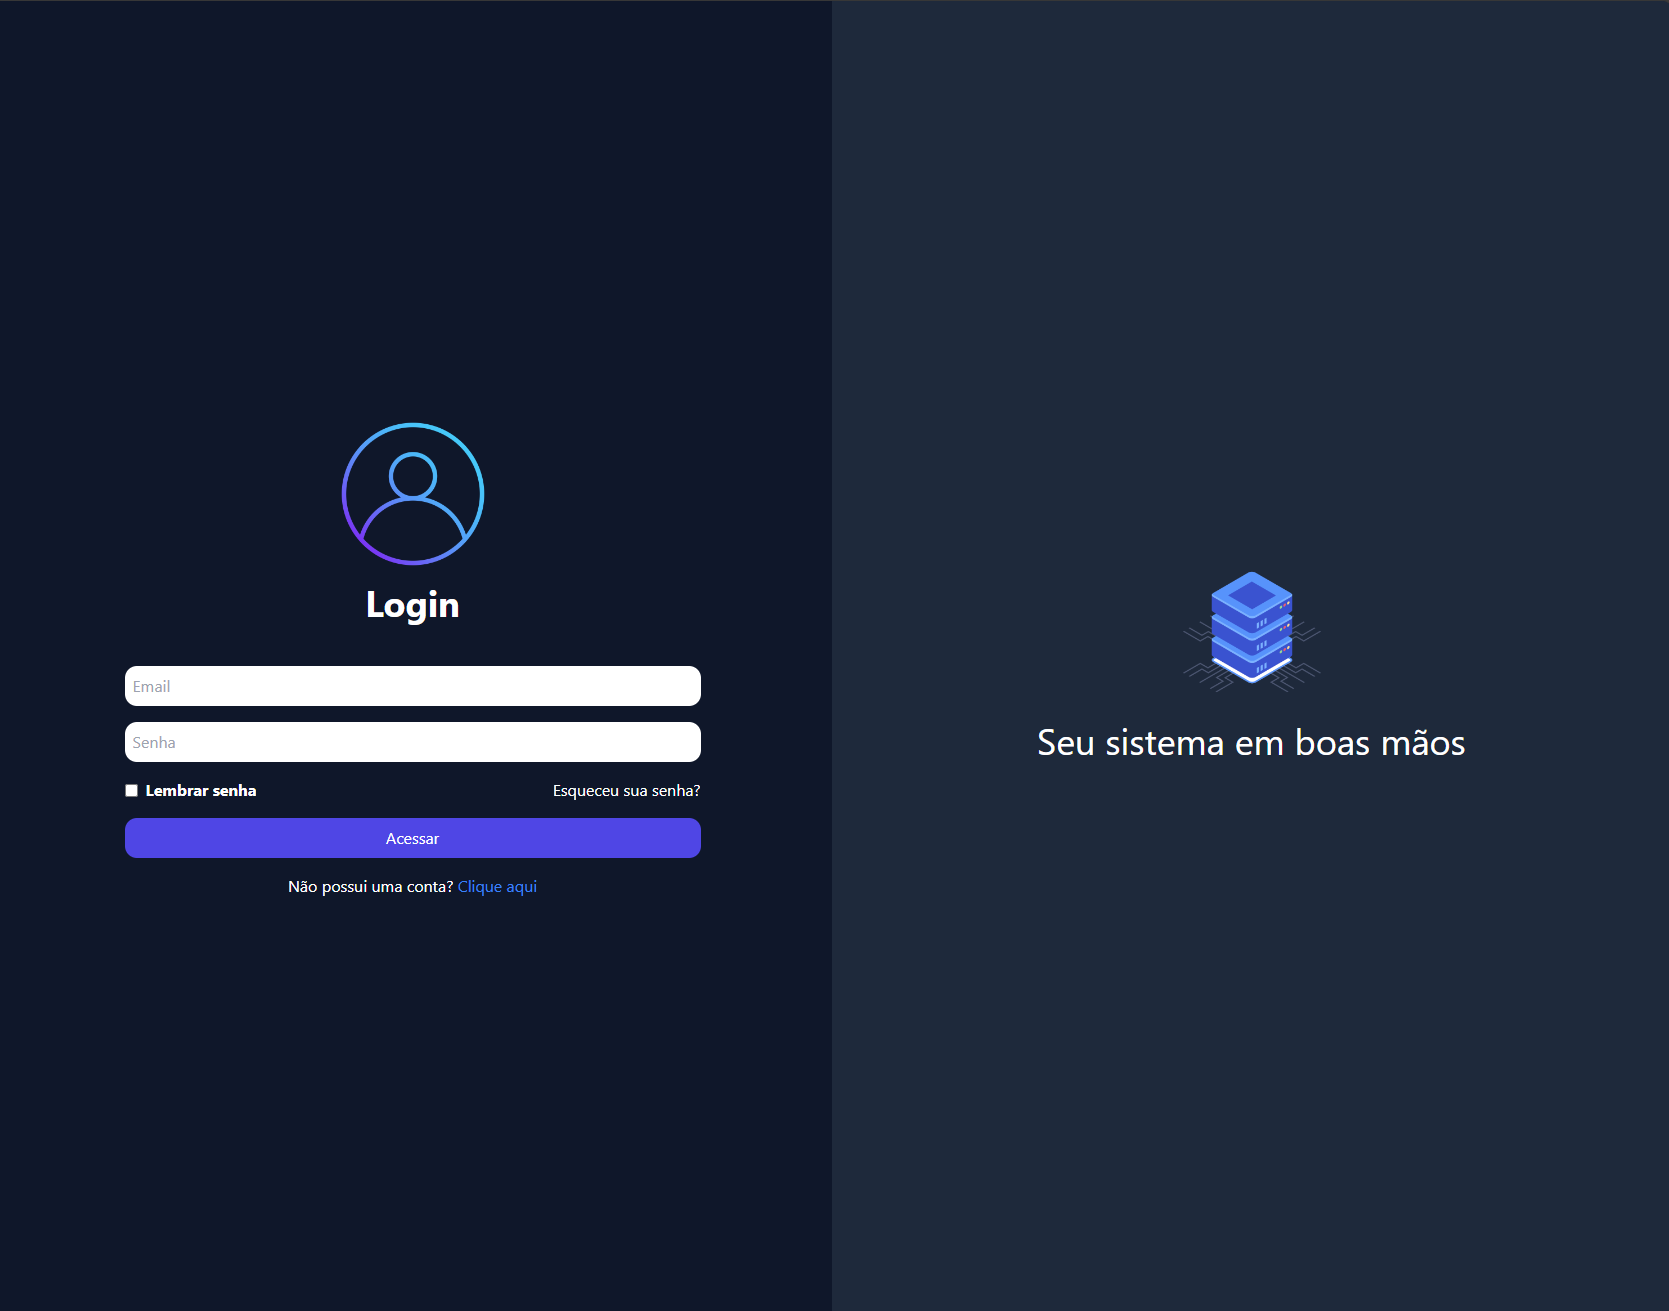 Login
Email
Senha
Lembrar senha
Esqueceu sua senha?
Acessar
Não possui uma conta? Clique aqui
Seu sistema em boas mãos